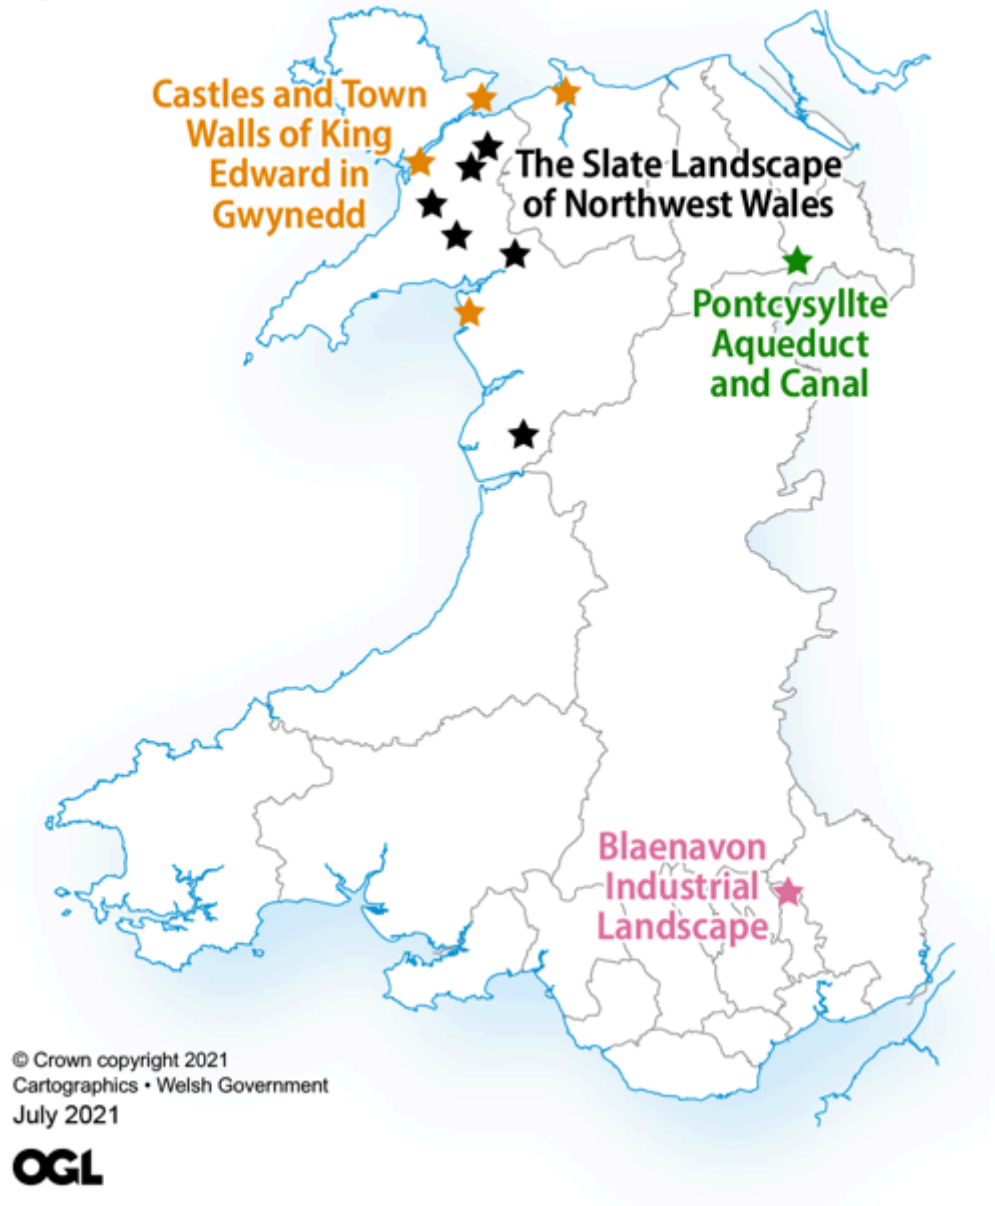 Castles and Town
Walls of King
Edward in
Gwynedd
The Slate Landscape
of Northwest Wales
Pontcysyllte
Aqueduct
and Canal
Blaenavon
Industrial
Landscape
© Crown copyright 2021
Cartographics • Welsh Government
July 2021
OGL